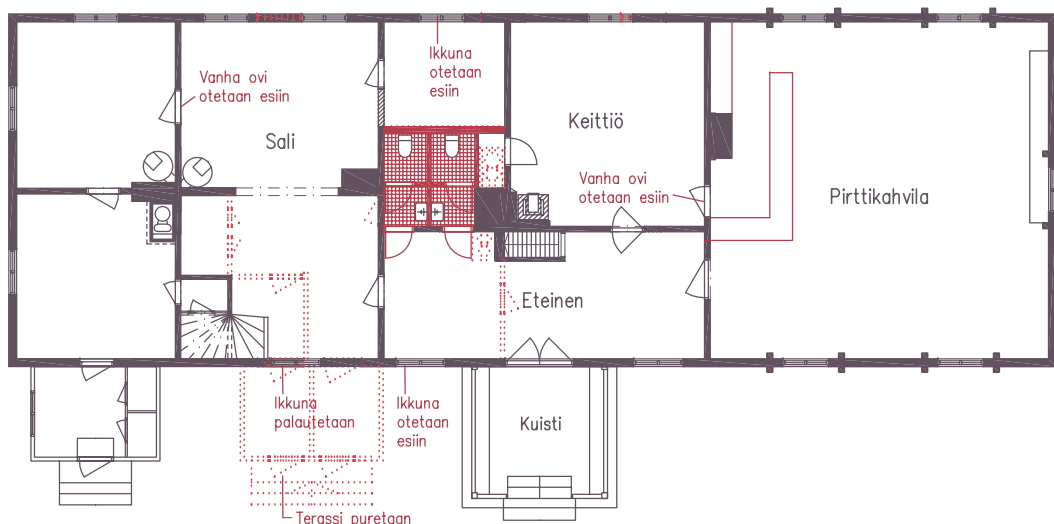 Ikkuna
otetaan
esiin
Vanha ovi
otetaan esiin
Sali
Keittiö
Vanha ovi
otetaan esiin
Pirttikahvila
Eteinen
Ikkuna
palautetaan
Ikkuna
otetaan
esiin
Kuisti
Terassi puretaan